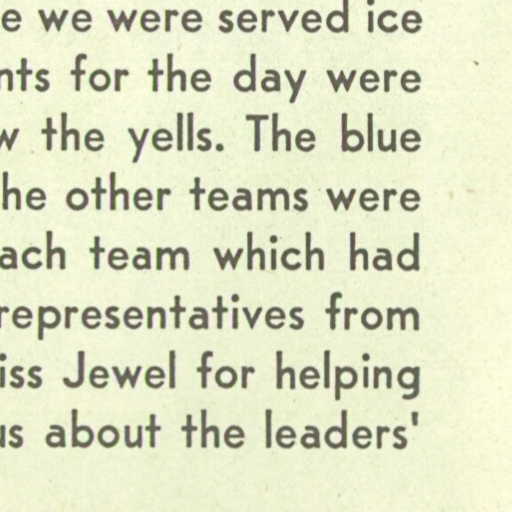 e we were served ice
nts for the day were
w the yells. The blue
he other teams were
ach team which had
representatives from
iss Jewel for helping
us about the leaders'